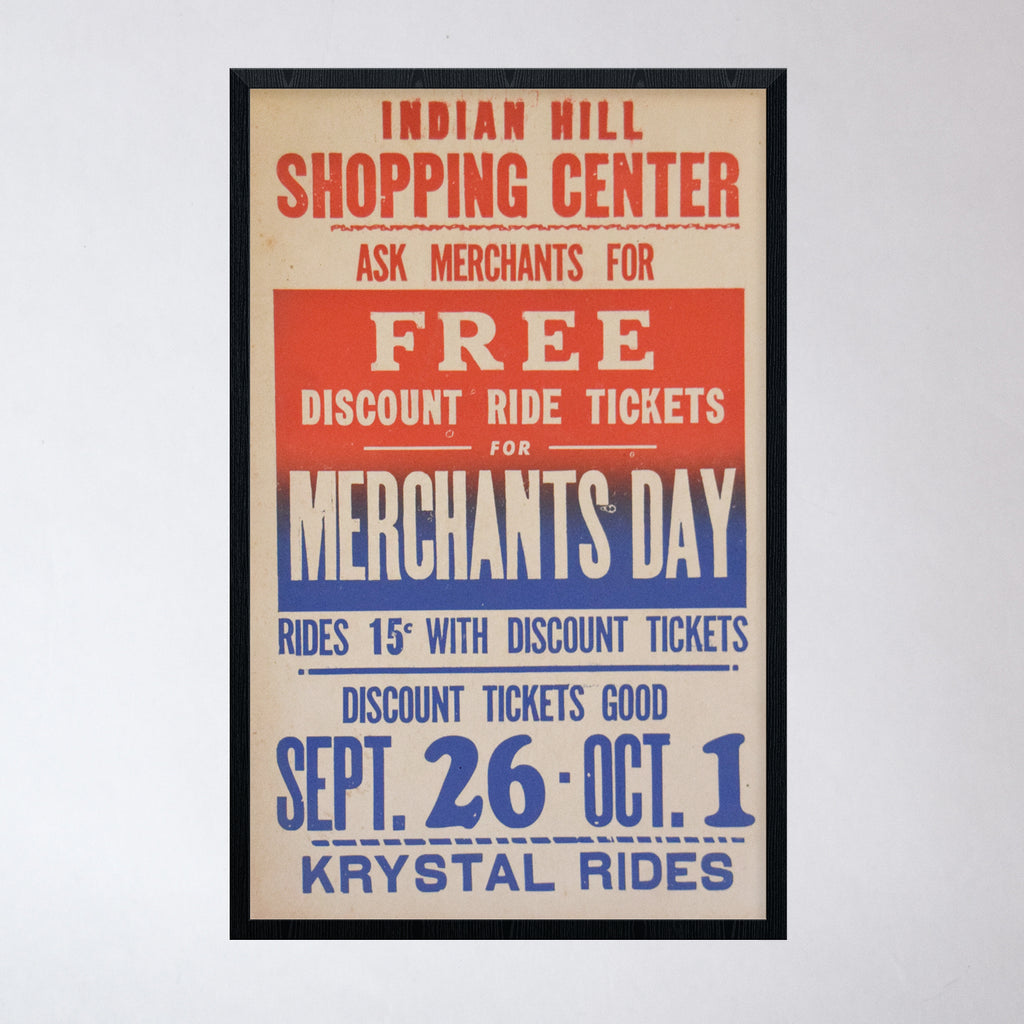 INDIAN HILL
SHOPPING CENTER
ASK MERCHANTS FOR
FREE
DISCOUNT RIDE TICKETS
FOR
MERCHANTS DAY
RIDES 15¢ WITH DISCOUNT TICKETS
DISCOUNT TICKETS GOOD
SEPT. 26 - OCT. 1
KRYSTAL RIDES